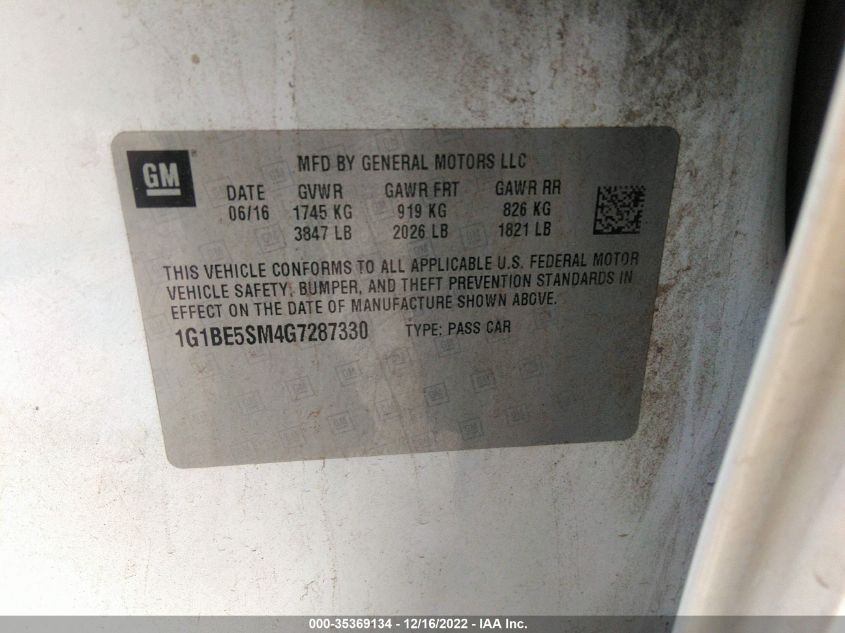 GM
MFD BY GENERAL MOTORS LLC
DATE GVWR GAWR FRT GAWR RR
06/16 1745 KG 919 KG 826 KG
3847 LB 2026 LB 1821 LB
THIS VEHICLE CONFORMS TO ALL APPLICABLE U.S. FEDERAL MOTOR
VEHICLE SAFETY, BUMPER, AND THEFT PREVENTION STANDARDS IN
EFFECT ON THE DATE OF MANUFACTURE SHOWN ABOVE.
1G1BE5SM4G7287330 TYPE: PASS CAR
000-35369134 - 12/16/2022 - IAA Inc.